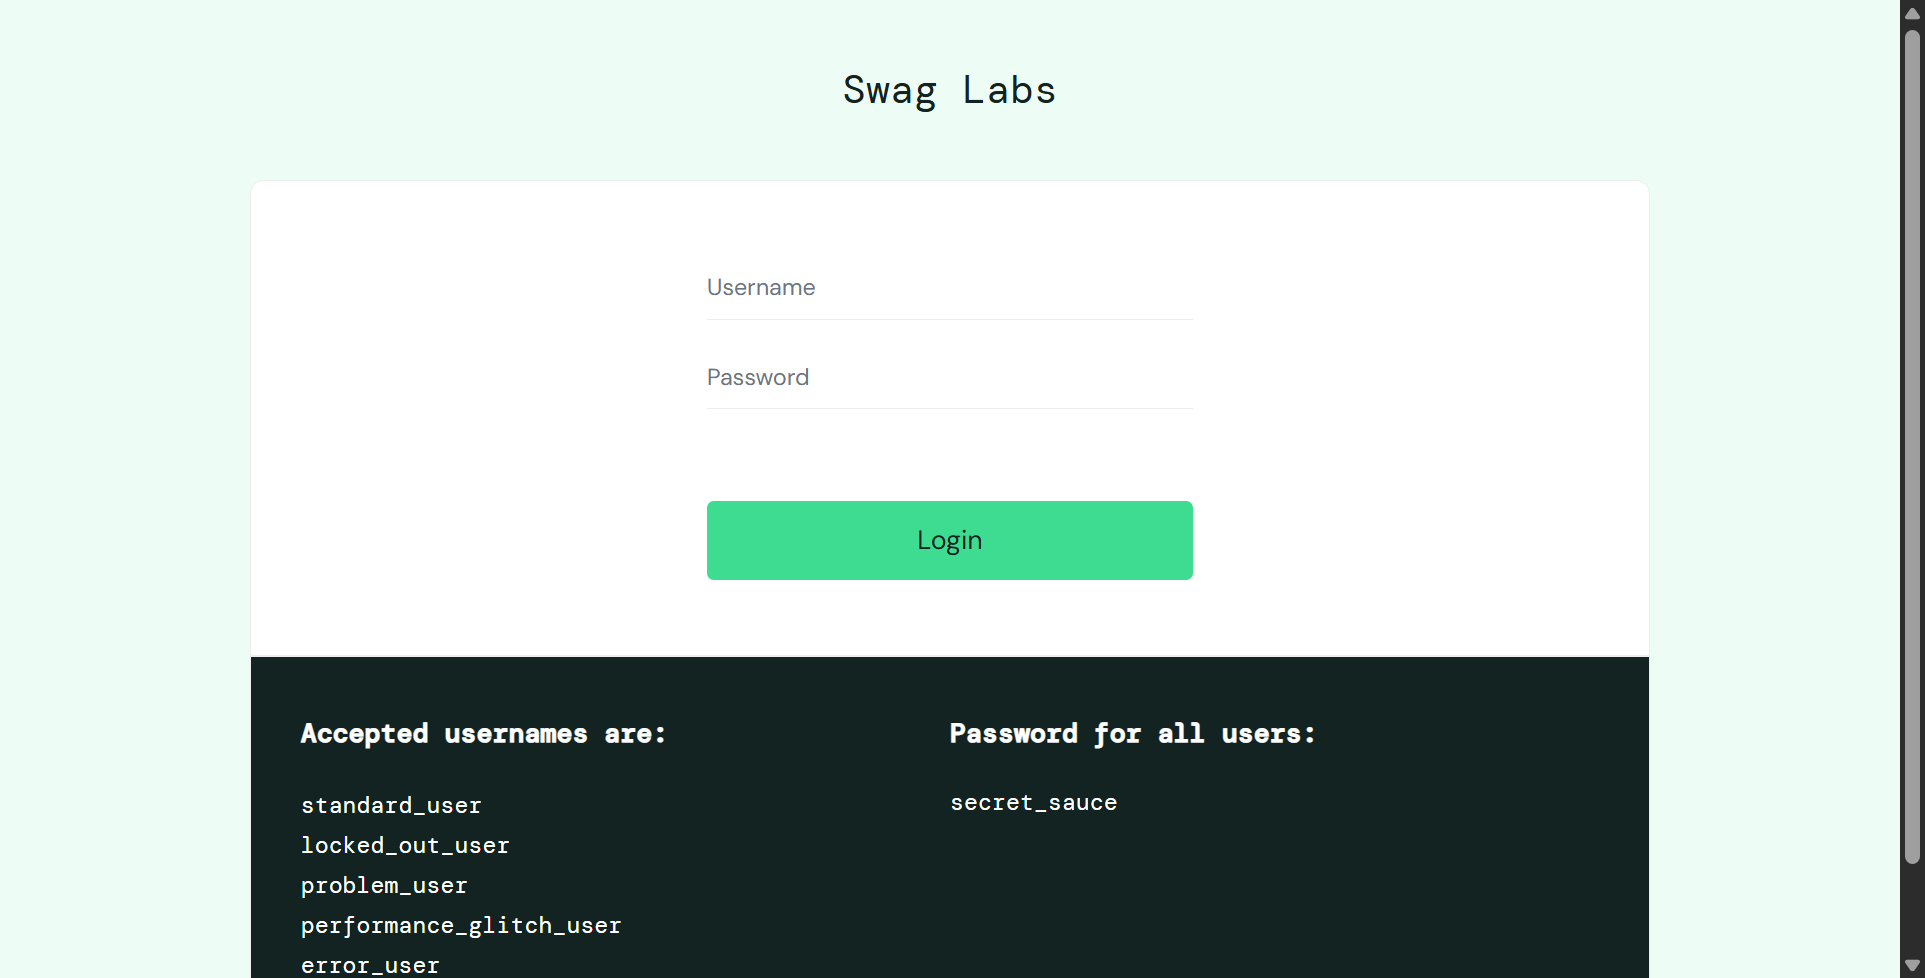 Swag Labs
Username
Password
Login
Accepted usernames are:
standard_user
locked_out_user
problem_user
performance_glitch_user
error_user
Password for all users:
secret_sauce